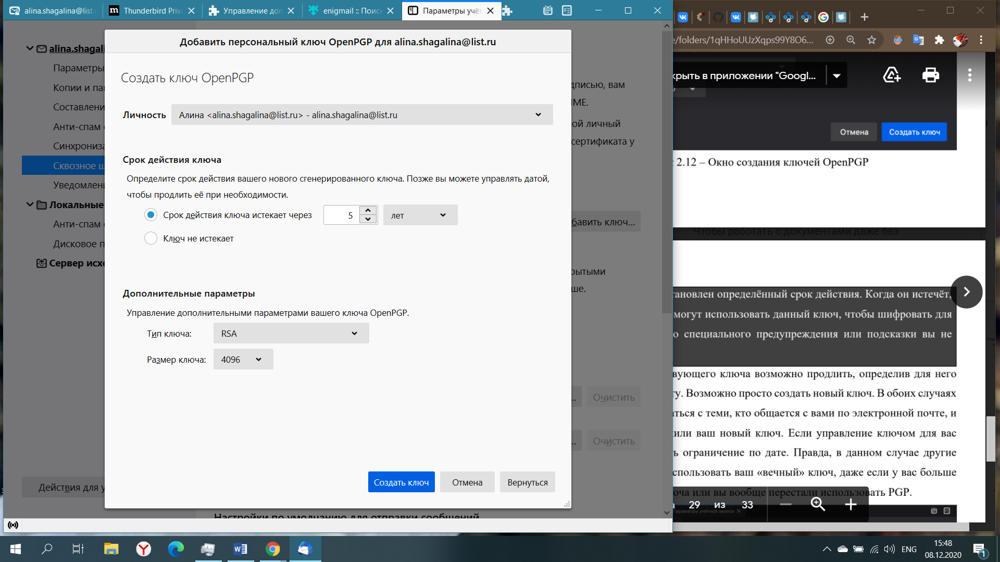 alina.shagalina@list.
Thunderbird Priv
Управление доп
enigmail :: Поиск
Параметры учёт
alina.shagali
Параметры
Копии и па
Составлени
Анти-спам
Синхрониза
Сквозное ш
Уведомлени
Локальные
Анти-спам
Дисковое п
Сервер исхо
Действия для у
Добавить персональный ключ OpenPGP для alina.shagalina@list.ru
Создать ключ OpenPGP
Личность
Алина <alina.shagalina@list.ru> - alina.shagalina@list.ru
Срок действия ключа
Определите срок действия вашего нового сгенерированного ключа. Позже вы можете управлять датой,
чтобы продлить её при необходимости.
Срок действия ключа истекает через
5
лет
Ключ не истекает
Дополнительные параметры
Управление дополнительными параметрами вашего ключа OpenPGP.
Тип ключа:
RSA
Размер ключа:
4096
Создать ключ
Отмена
Вернуться
дписью, вам
IME.
ой личный
сертификата у
бавить ключ...
рытыми
ше.
Очистить
Очистить
Настройки по умолчанию для отправки сообщений
e/folders/1qHHoUUzXqps99Y8O6...
крыть в приложении "Googl...
Отмена
Создать ключ
2.12 – Окно создания ключей OpenPGP
Чтобы работать с документами даже без
тановлен определённый срок действия. Когда он истечёт,
могут использовать данный ключ, чтобы шифровать для
о специального предупреждения или подсказки вы не
вующего ключа возможно продлить, определив для него
ту. Возможно просто создать новый ключ. В обоих случаях
аться с теми, кто общается с вами по электронной почте, и
или ваш новый ключ. Если управление ключом для вас
ь ограничение по дате. Правда, в данном случае другие
спользовать ваш «вечный» ключ, даже если у вас больше
юча или вы вообще перестали использовать PGP.
а 29 из 33
Параметры учётной записи
ENG
15:48
08.12.2020
1